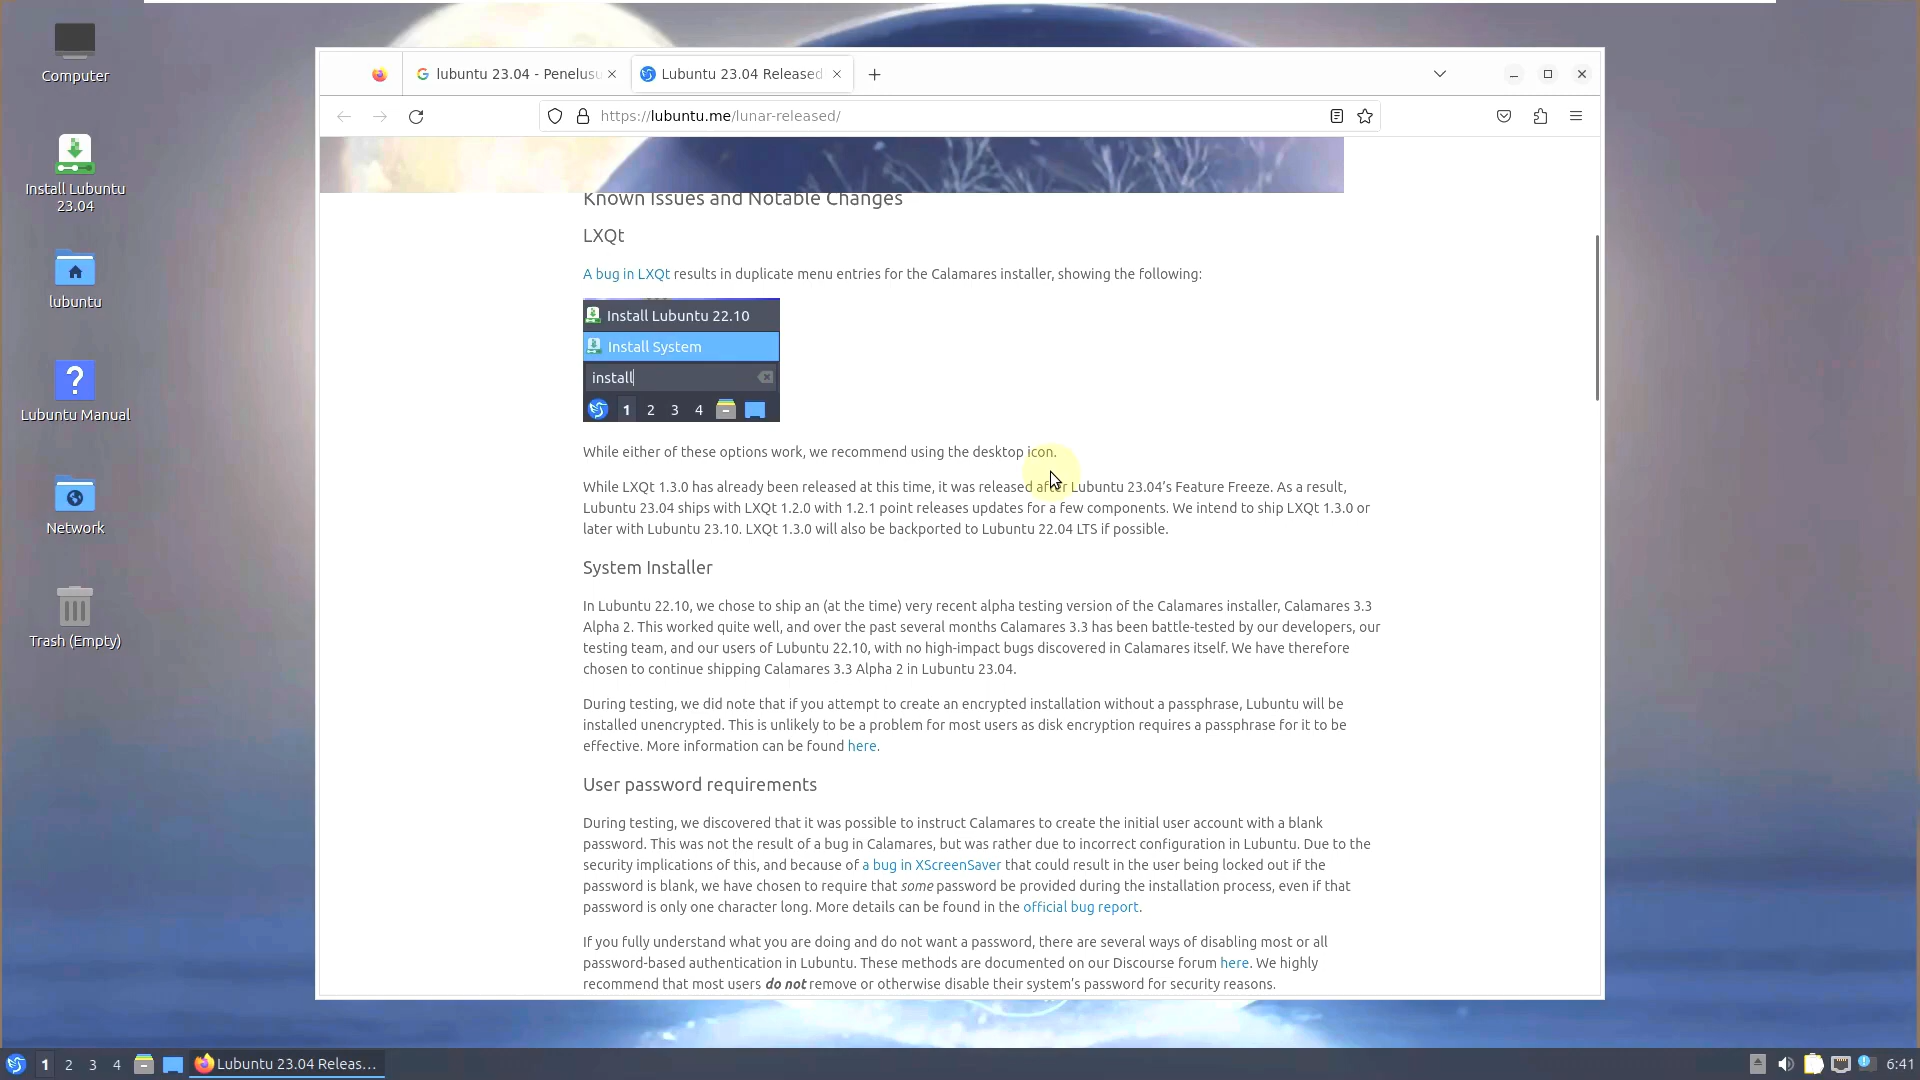 Computer
Install Lubuntu
23.04
lubuntu
Lubuntu Manual
Network
Trash (Empty)
lubuntu 23.04 - Penelusu
Lubuntu 23.04 Released
https://lubuntu.me/lunar-released/
Known Issues and Notable Changes
LXQt
A bug in LXQt results in duplicate menu entries for the Calamares installer, showing the following:
Install Lubuntu 22.10
Install System
install
1 2 3 4
While either of these options work, we recommend using the desktop icon.
While LXQt 1.3.0 has already been released at this time, it was released after Lubuntu 23.04’s Feature Freeze. As a result,
Lubuntu 23.04 ships with LXQt 1.2.0 with 1.2.1 point releases updates for a few components. We intend to ship LXQt 1.3.0 or
later with Lubuntu 23.10. LXQt 1.3.0 will also be backported to Lubuntu 22.04 LTS if possible.
System Installer
In Lubuntu 22.10, we chose to ship an (at the time) very recent alpha testing version of the Calamares installer, Calamares 3.3
Alpha 2. This worked quite well, and over the past several months Calamares 3.3 has been battle-tested by our developers, our
testing team, and our users of Lubuntu 22.10, with no high-impact bugs discovered in Calamares itself. We have therefore
chosen to continue shipping Calamares 3.3 Alpha 2 in Lubuntu 23.04.
During testing, we did note that if you attempt to create an encrypted installation without a passphrase, Lubuntu will be
installed unencrypted. This is unlikely to be a problem for most users as disk encryption requires a passphrase for it to be
effective. More information can be found here.
User password requirements
During testing, we discovered that it was possible to instruct Calamares to create the initial user account with a blank
password. This was not the result of a bug in Calamares, but was rather due to incorrect configuration in Lubuntu. Due to the
security implications of this, and because of a bug in XScreenSaver that could result in the user being locked out if the
password is blank, we have chosen to require that some password be provided during the installation process, even if that
password is only one character long. More details can be found in the official bug report.
If you fully understand what you are doing and do not want a password, there are several ways of disabling most or all
password-based authentication in Lubuntu. These methods are documented on our Discourse forum here. We highly
recommend that most users do not remove or otherwise disable their system’s password for security reasons.
1 2 3 4 Lubuntu 23.04 Releas... 6:41